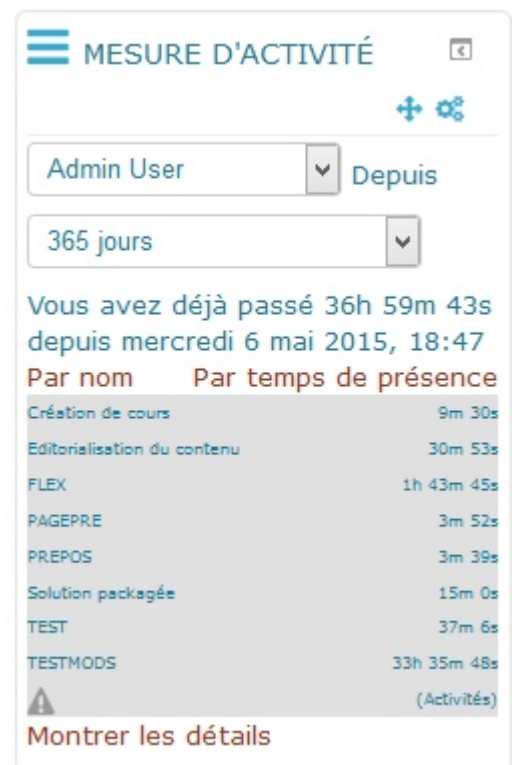 MESURE D'ACTIVITÉ
Admin User Depuis
365 jours
Vous avez déjà passé 36h 59m 43s
depuis mercredi 6 mai 2015, 18:47
Par nom Par temps de présence
Création de cours 9m 30s
Editorialisation du contenu 30m 53s
FLEX 1h 43m 45s
PAGEPRE 3m 52s
PREPOS 3m 39s
Solution packagée 15m 0s
TEST 37m 6s
TESTMODS 33h 35m 48s
(Activités)
Montrer les détails